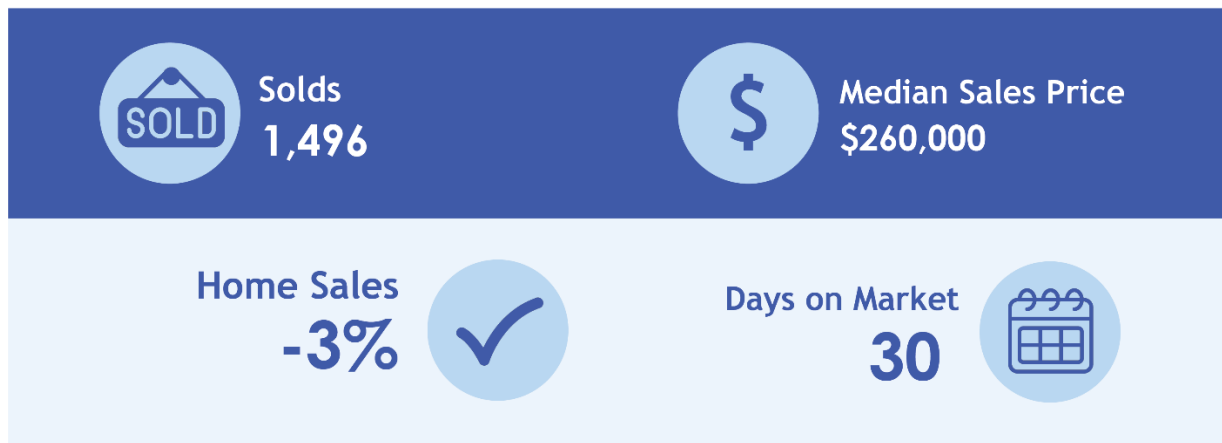 SOLD
Solds
1,496
Median Sales Price
$260,000
Home Sales
-3%
Days on Market
30